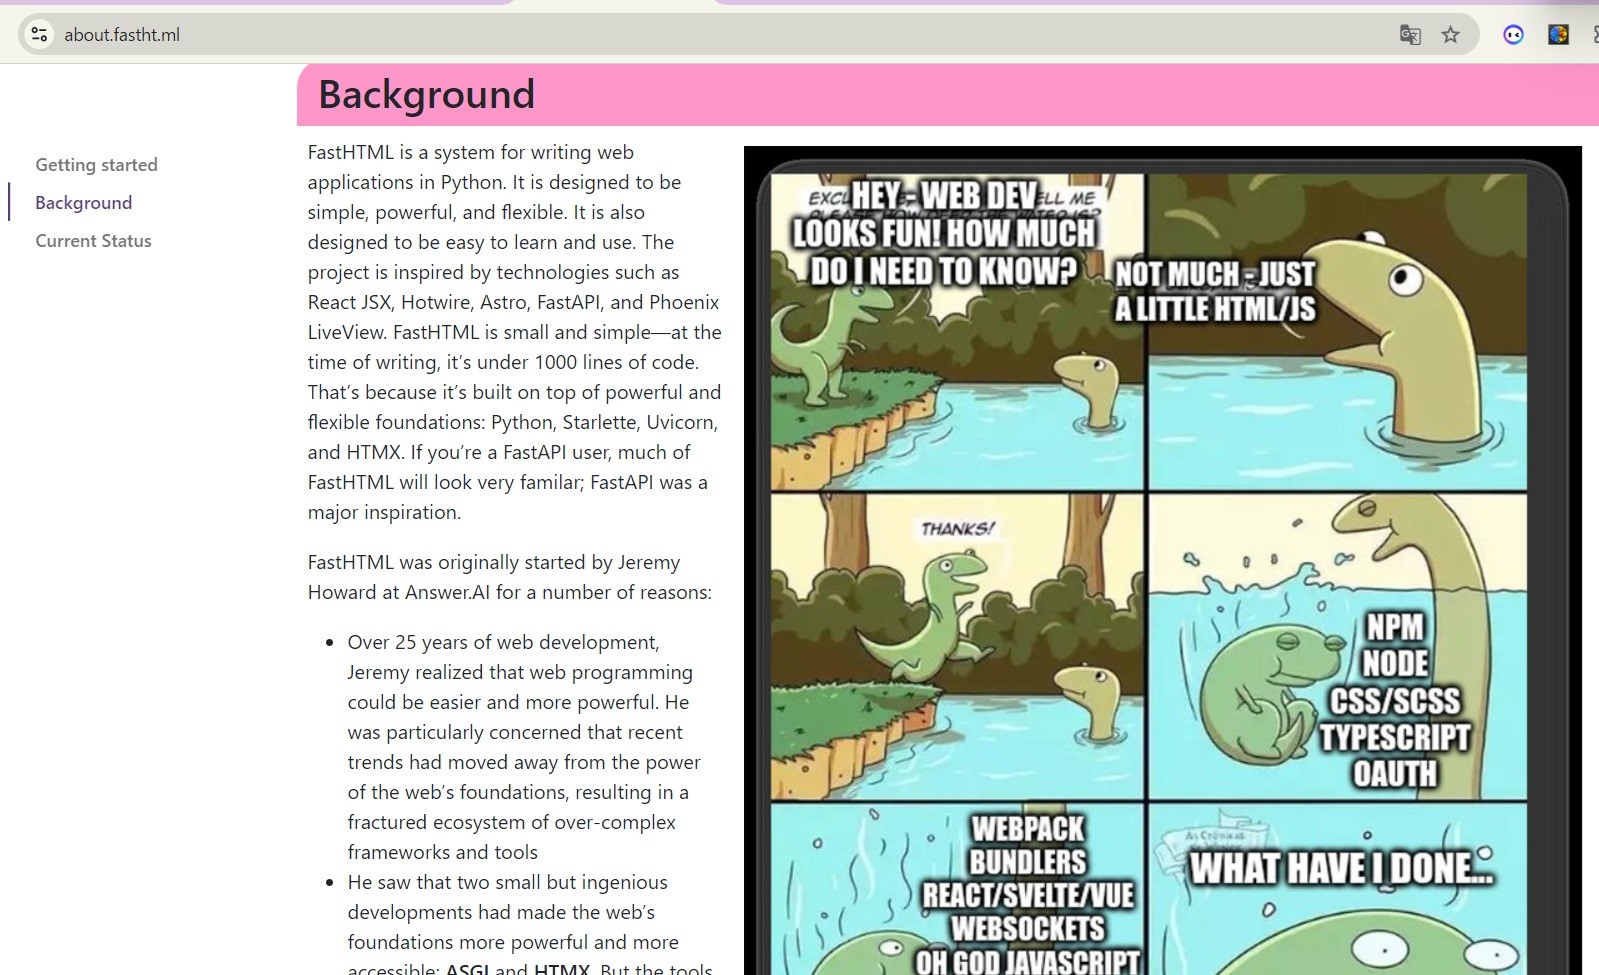 about.fastht.ml
Background
Getting started
Background
Current Status
FastHTML is a system for writing web
applications in Python. It is designed to be
simple, powerful, and flexible. It is also
designed to be easy to learn and use. The
project is inspired by technologies such as
React JSX, Hotwire, Astro, FastAPI, and Phoenix
LiveView. FastHTML is small and simple—at the
time of writing, it’s under 1000 lines of code.
That’s because it’s built on top of powerful and
flexible foundations: Python, Starlette, Uvicorn,
and HTMX. If you’re a FastAPI user, much of
FastHTML will look very familar; FastAPI was a
major inspiration.
FastHTML was originally started by Jeremy
Howard at Answer.AI for a number of reasons:
• Over 25 years of web development,
Jeremy realized that web programming
could be easier and more powerful. He
was particularly concerned that recent
trends had moved away from the power
of the web’s foundations, resulting in a
fractured ecosystem of over-complex
frameworks and tools
• He saw that two small but ingenious
developments had made the web’s
foundations more powerful and more
accessible: ASGI and HTMX. But the tools
HEY - WEB DEV
LOOKS FUN! HOW MUCH
DO I NEED TO KNOW?
NOT MUCH - JUST
A LITTLE HTML/JS
THANKS!
NPM
NODE
CSS/SCSS
TYPESCRIPT
OAUTH
WEBPACK
BUNDLERS
REACT/SVELTE/VUE
WEBSOCKETS
OH GOD JAVASCRIPT
WHAT HAVE I DONE...